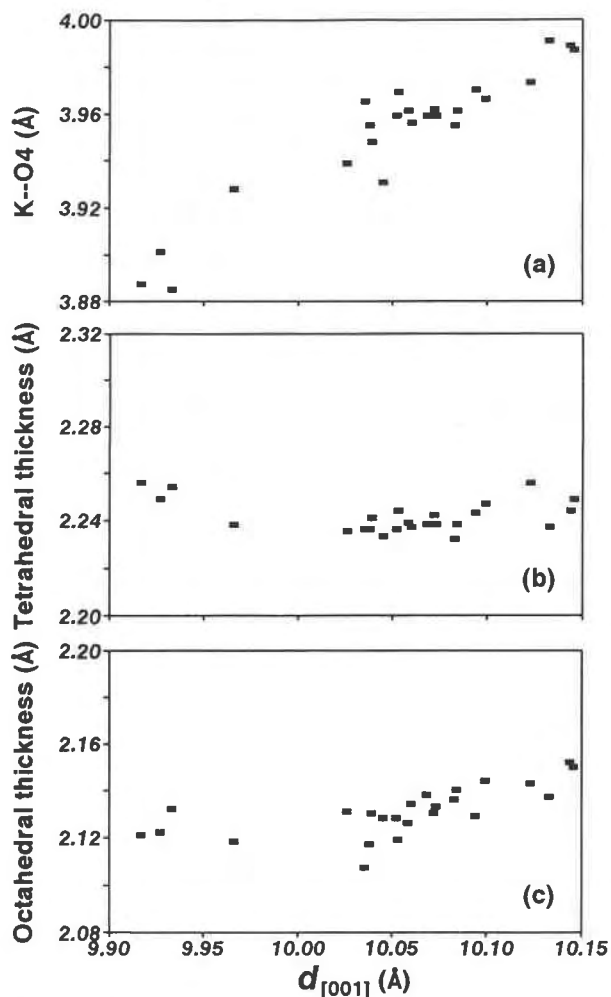 4.00
3.96
3.92
3.88
K--O4 (Å)
(a)
2.32
2.28
2.24
2.20
Tetrahedral thickness (Å)
(b)
2.20
2.16
2.12
2.08
Octahedral thickness (Å)
(c)
9.90 9.95 10.00 10.05 10.10 10.15
d[001] (Å)